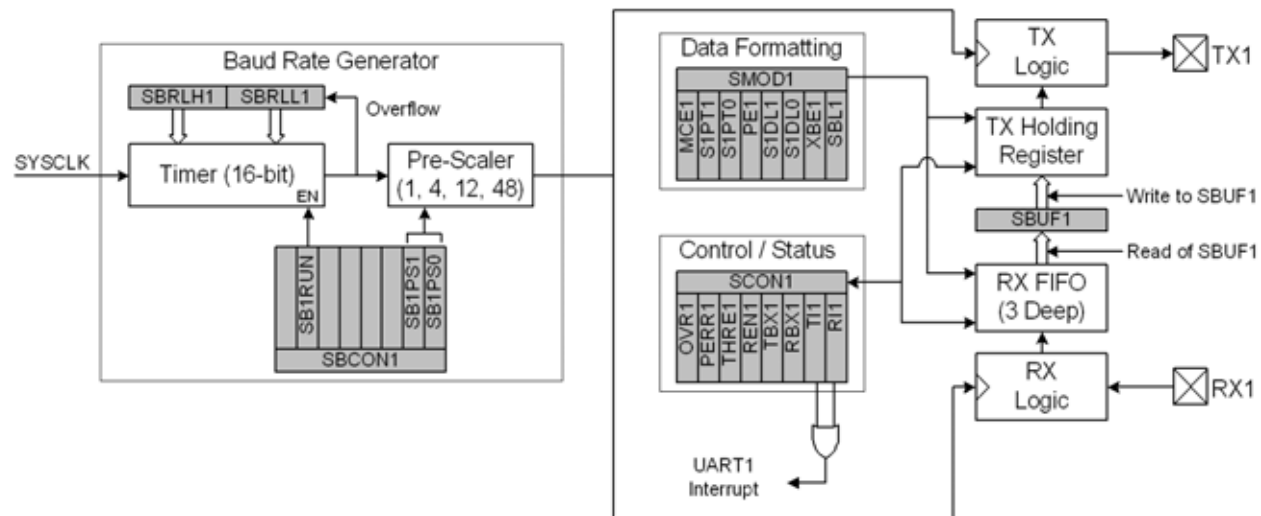 Baud Rate Generator
SBRLH1 SBRLL1
Overflow
SYSCLK
Timer (16-bit)
EN
Pre-Scaler
(1, 4, 12, 48)
SB1RUN
SB1PS1
SB1PS0
SBCON1
Data Formatting
SMOD1
MCE1
S1PT1
S1PT0
PE1
S1DL1
S1DL0
XBE1
SBL1
Control / Status
SCON1
OVR1
PERR1
THRE1
REN1
TBX1
RBX1
TI1
RI1
UART1
Interrupt
TX
Logic
TX1
TX Holding
Register
Write to SBUF1
SBUF1
Read of SBUF1
RX FIFO
(3 Deep)
RX
Logic
RX1